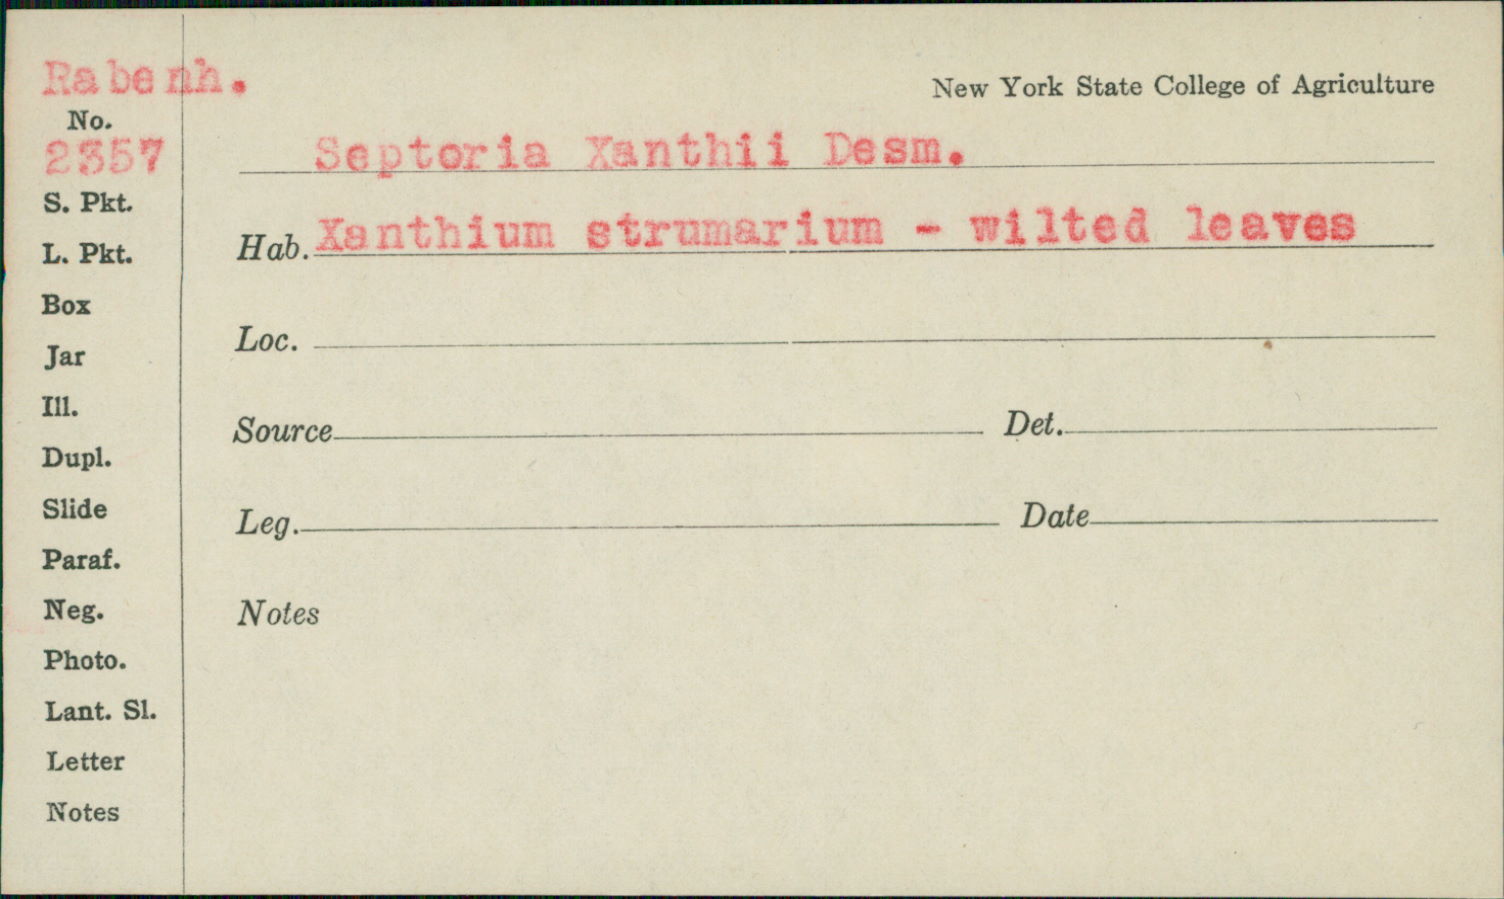 Rabenh.
New York State College of Agriculture
No.
2357
Septoria Xanthii Desm.
S. Pkt.
Hab. Xanthium strumarium - wilted leaves
L. Pkt.
Box
Loc.
Jar
Ill.
Source
Det.
Dupl.
Slide
Leg.
Date
Paraf.
Neg.
Notes
Photo.
Lant. Sl.
Letter
Notes